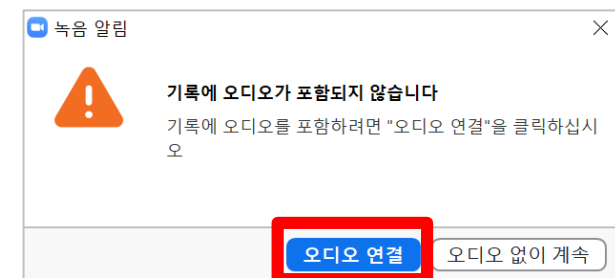 녹음 알림
기록에 오디오가 포함되지 않습니다
기록에 오디오를 포함하려면 "오디오 연결"을 클릭하십시
오
오디오 연결 오디오 없이 계속